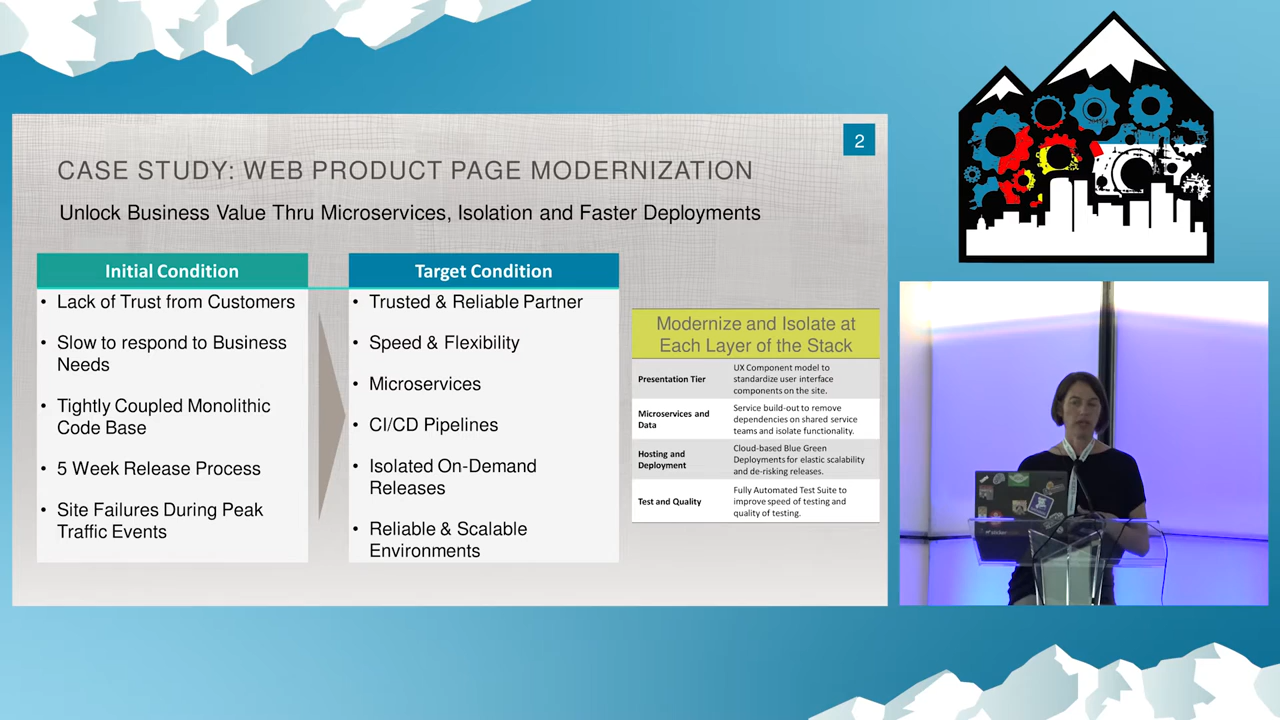 2
CASE STUDY: WEB PRODUCT PAGE MODERNIZATION
Unlock Business Value Thru Microservices, Isolation and Faster Deployments
Initial Condition
• Lack of Trust from Customers
• Slow to respond to Business
Needs
• Tightly Coupled Monolithic
Code Base
• 5 Week Release Process
• Site Failures During Peak
Traffic Events
Target Condition
• Trusted & Reliable Partner
• Speed & Flexibility
• Microservices
• CI/CD Pipelines
• Isolated On-Demand
Releases
• Reliable & Scalable
Environments
Modernize and Isolate at
Each Layer of the Stack
Presentation Tier
UX Component model to
standardize user interface
components on the site.
Microservices and
Data
Service build-out to remove
dependencies on shared service
teams and isolate functionality.
Hosting and
Deployment
Cloud-based Blue Green
Deployments for elastic scalability
and de-risking releases.
Test and Quality
Fully Automated Test Suite to
improve speed of testing and
quality of testing.